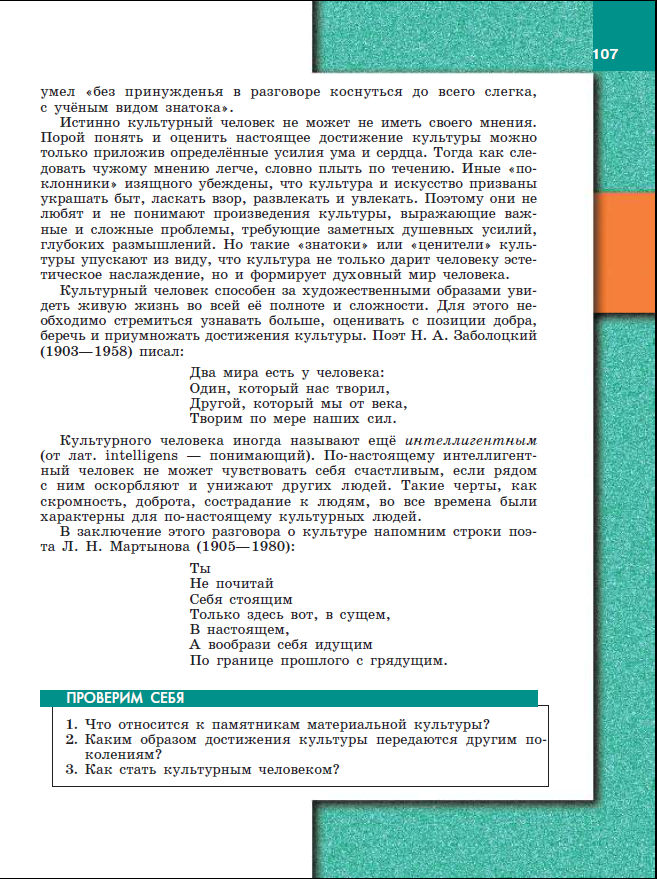 107
умел «без принужденья в разговоре коснуться до всего слегка,
с учёным видом знатока».
Истинно культурный человек не может не иметь своего мнения.
Порой понять и оценить настоящее достижение культуры можно
только приложив определённые усилия ума и сердца. Тогда как сле-
довать чужому мнению легче, словно плыть по течению. Иные «по-
клонники» изящного убеждены, что культура и искусство призваны
украшать быт, ласкать взор, развлекать и увлекать. Поэтому они не
любят и не понимают произведения культуры, выражающие важ-
ные и сложные проблемы, требующие заметных душевных усилий,
глубоких размышлений. Но такие «знатоки» или «ценители» куль-
туры упускают из виду, что культура не только дарит человеку эсте-
тическое наслаждение, но и формирует духовный мир человека.
Культурный человек способен за художественными образами уви-
деть живую жизнь во всей её полноте и сложности. Для этого не-
обходимо стремиться узнавать больше, оценивать с позиции добра,
беречь и приумножать достижения культуры. Поэт Н. А. Заболоцкий
(1903—1958) писал:
Два мира есть у человека:
Один, который нас творил,
Другой, который мы от века,
Творим по мере наших сил.
Культурного человека иногда называют ещё интеллигентным
(от лат. intelligens — понимающий). По-настоящему интеллигент-
ный человек не может чувствовать себя счастливым, если рядом
с ним оскорбляют и унижают других людей. Такие черты, как
скромность, доброта, сострадание к людям, во все времена были
характерны для по-настоящему культурных людей.
В заключение этого разговора о культуре напомним строки поэ-
та Л. Н. Мартынова (1905—1980):
Ты
Не почитай
Себя стоящим
Только здесь вот, в сущем,
В настоящем,
А вообрази себя идущим
По границе прошлого с грядущим.
ПРОВЕРИМ СЕБЯ
1. Что относится к памятникам материальной культуры?
2. Каким образом достижения культуры передаются другим по-
колениям?
3. Как стать культурным человеком?